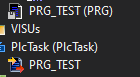 PRG_TEST (PRG)
VISUs
PlcTask (PlcTask)
PRG_TEST